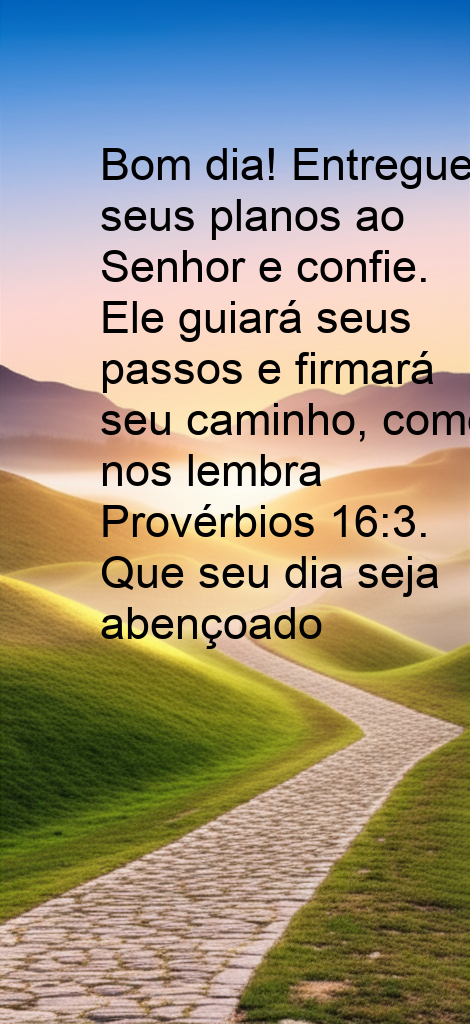 Bom dia! Entregue
seus planos ao
Senhor e confie.
Ele guiará seus
passos e firmará
seu caminho, como
nos lembra
Provérbios 16:3.
Que seu dia seja
abençoado